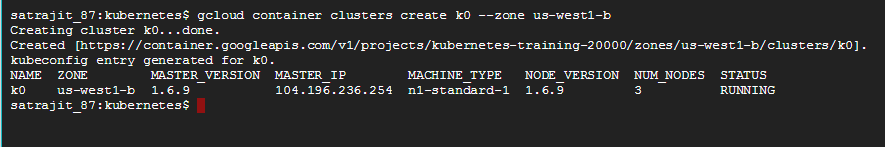 satrajit_87:kubernetes$ gcloud container clusters create k0 --zone us-west1-b
Creating cluster k0...done.
Created [https://container.googleapis.com/v1/projects/kubernetes-training-20000/zones/us-west1-b/clusters/k0].
kubeconfig entry generated for k0.
NAME  ZONE        MASTER_VERSION  MASTER_IP        MACHINE_TYPE   NODE_VERSION  NUM_NODES  STATUS
k0    us-west1-b  1.6.9           104.196.236.254  n1-standard-1  1.6.9         3          RUNNING
satrajit_87:kubernetes$